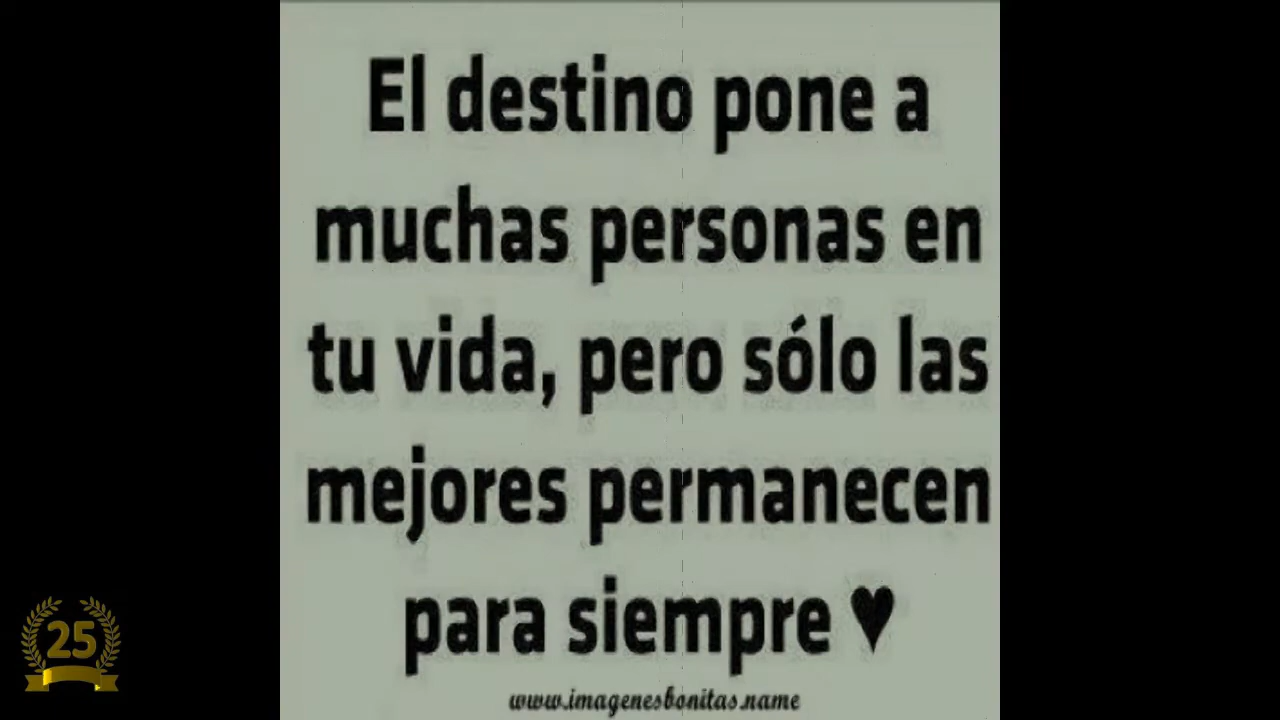 El destino pone a
muchas personas en
tu vida, pero sólo las
mejores permanecen
para siempre ♥
www.imagenesbonitas.name
25